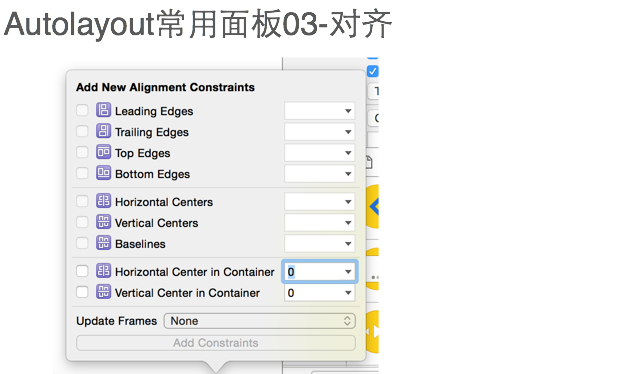 Autolayout常用面板03-对齐
Add New Alignment Constraints
Leading Edges
Trailing Edges
Top Edges
Bottom Edges
Horizontal Centers
Vertical Centers
Baselines
Horizontal Center in Container 0
Vertical Center in Container 0
Update Frames None
Add Constraints